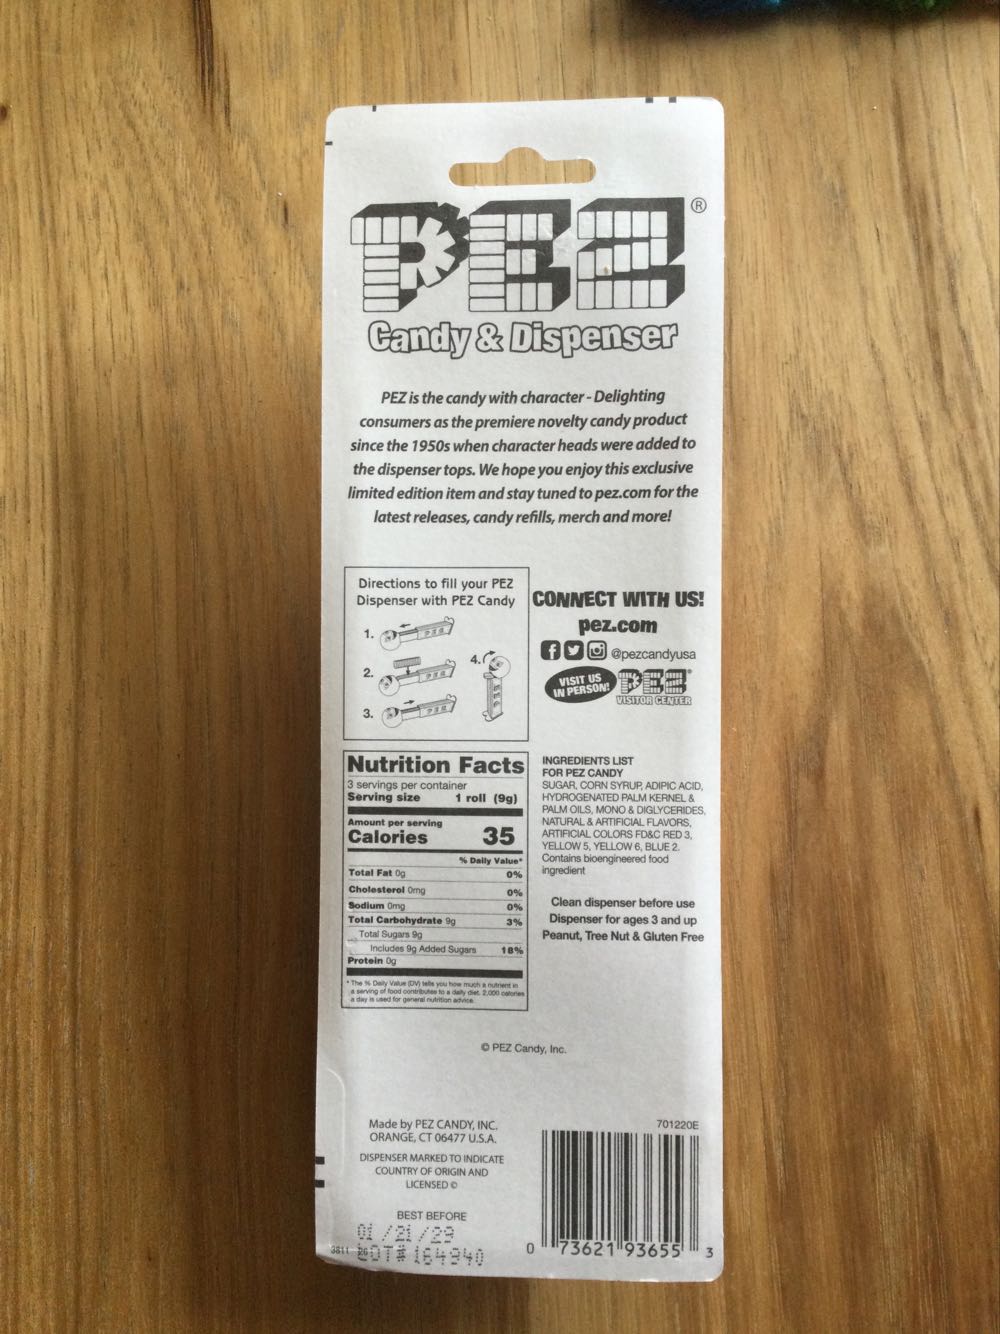 PEZ®
Candy & Dispenser
PEZ is the candy with character - Delighting
consumers as the premiere novelty candy product
since the 1950s when character heads were added to
the dispenser tops. We hope you enjoy this exclusive
limited edition item and stay tuned to pez.com for the
latest releases, candy refills, merch and more!
Directions to fill your PEZ
Dispenser with PEZ Candy
1.
2.
3.
4.
CONNECT WITH US!
pez.com
@pezcandyusa
VISIT US
IN PERSON!
PEZ
VISITOR CENTER
Nutrition Facts
3 servings per container
Serving size 1 roll (9g)
Amount per serving
Calories 35
% Daily Value*
Total Fat 0g 0%
Cholesterol 0mg 0%
Sodium 0mg 0%
Total Carbohydrate 9g 3%
Total Sugars 9g
Includes 9g Added Sugars 18%
Protein 0g
* The % Daily Value (DV) tells you how much a nutrient in
a serving of food contributes to a daily diet. 2,000 calories
a day is used for general nutrition advice.
INGREDIENTS LIST
FOR PEZ CANDY
SUGAR, CORN SYRUP, ADIPIC ACID,
HYDROGENATED PALM KERNEL &
PALM OILS, MONO & DIGLYCERIDES,
NATURAL & ARTIFICIAL FLAVORS,
ARTIFICIAL COLORS FD&C RED 3,
YELLOW 5, YELLOW 6, BLUE 2.
Contains bioengineered food
ingredient
Clean dispenser before use
Dispenser for ages 3 and up
Peanut, Tree Nut & Gluten Free
© PEZ Candy, Inc.
Made by PEZ CANDY, INC.
ORANGE, CT 06477 U.S.A.
DISPENSER MARKED TO INDICATE
COUNTRY OF ORIGIN AND
LICENSED ©
BEST BEFORE
01/21/29
3811
LOT# 164940
701220E
0 73621 93655 3